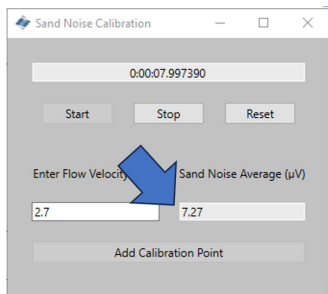 Sand Noise Calibration
0:00:07.997390
Start Stop Reset
Enter Flow Velocity Sand Noise Average (µV)
2.7 7.27
Add Calibration Point